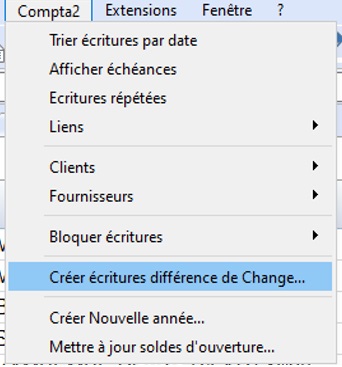 Compta2 Extensions Fenêtre ?
Trier écritures par date
Afficher échéances
Ecritures répétées
Liens
Clients
Fournisseurs
Bloquer écritures
Créer écritures différence de Change...
Créer Nouvelle année...
Mettre à jour soldes d'ouverture...